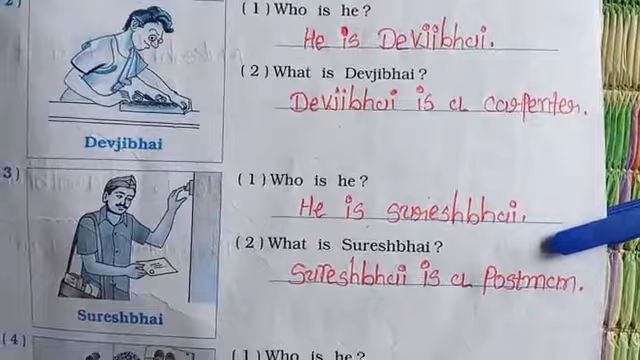 2)
(1) Who is he?
He is Devjibhai.
(2) What is Devjibhai?
Devjibhai is a carpenter.
Devjibhai
3)
(1) Who is he?
He is sureshbhai.
(2) What is Sureshbhai?
Sureshbhai is a Postman.
Sureshbhai
(4)
(1) Who is he?